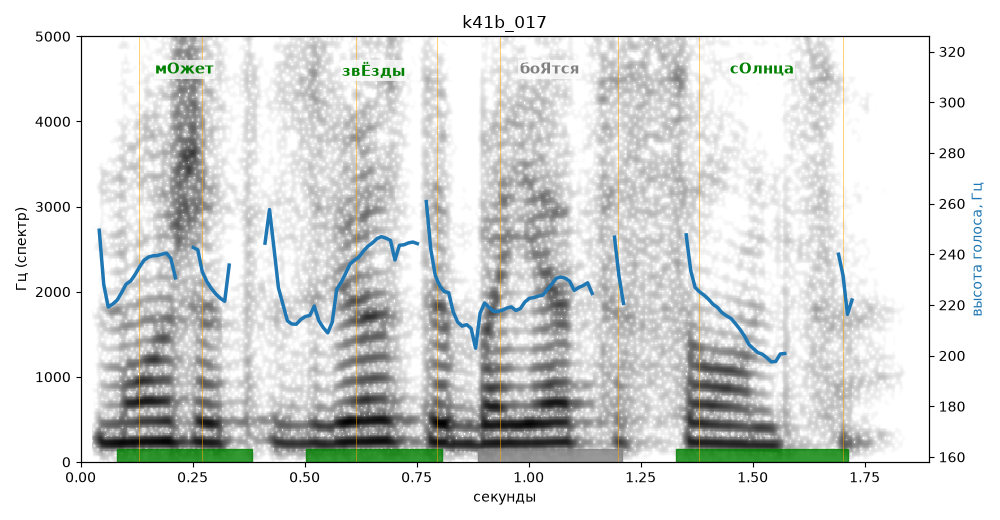 k41b_017
мОжет звЁзды боЯтся сОлнца
5000
4000
3000
2000
1000
0
Гц (спектр)
320
300
280
260
240
220
200
180
160
высота голоса, Гц
0.00 0.25 0.50 0.75 1.00 1.25 1.50 1.75
секунды